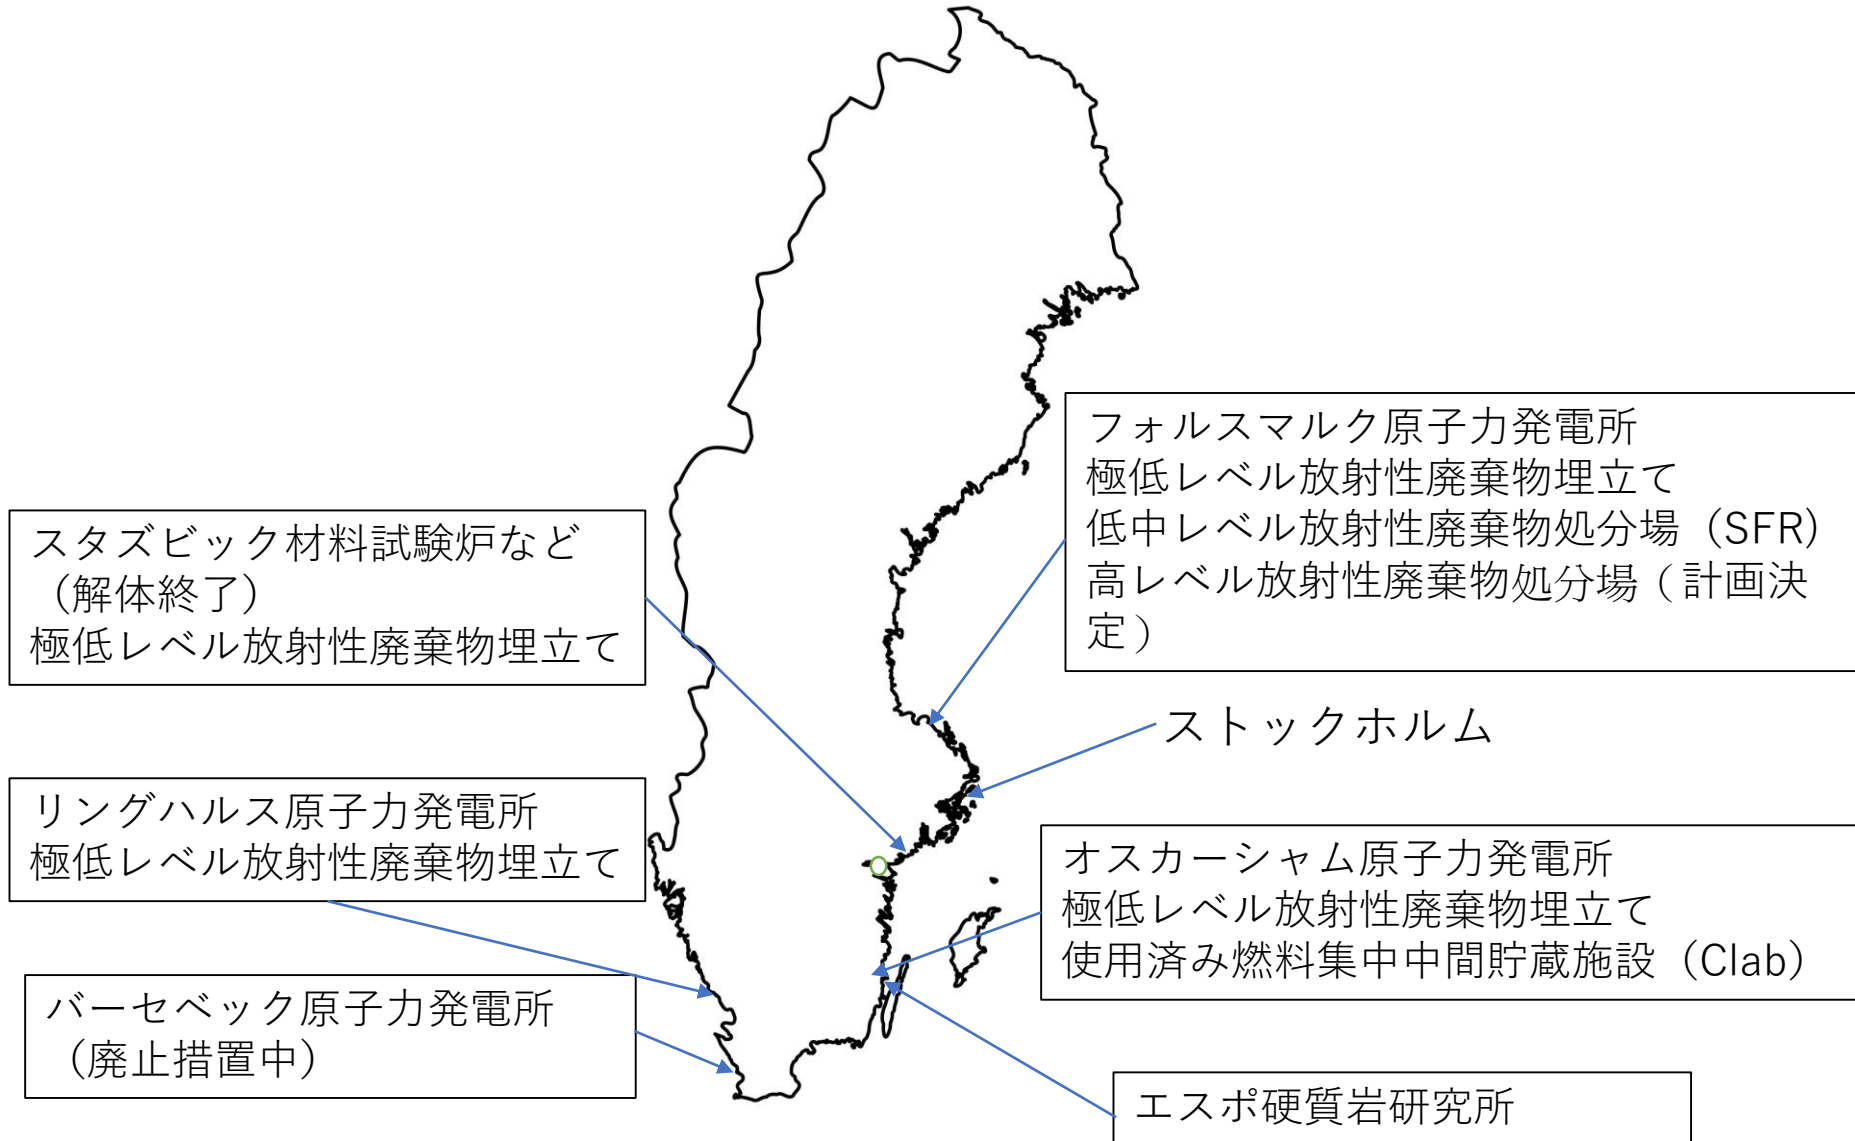 フォルスマルク原子力発電所
極低レベル放射性廃棄物埋立て
低中レベル放射性廃棄物処分場（SFR）
高レベル放射性廃棄物処分場（計画決
定）
スタズビック材料試験炉など
（解体終了）
極低レベル放射性廃棄物埋立て
ストックホルム
リングハルス原子力発電所
極低レベル放射性廃棄物埋立て
オスカーシャム原子力発電所
極低レベル放射性廃棄物埋立て
使用済み燃料集中中間貯蔵施設（Clab）
バーセベック原子力発電所
（廃止措置中）
エスポ硬質岩研究所